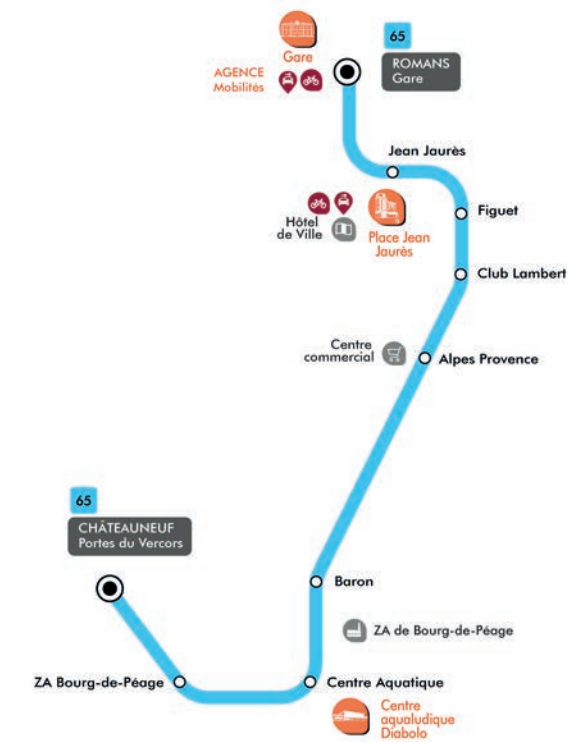 65
ROMANS
Gare
Gare
AGENCE
Mobilités
Jean Jaurès
Figuet
Hôtel
de Ville
Place Jean
Jaurès
Club Lambert
Centre
commercial
Alpes Provence
65
CHÂTEAUNEUF
Portes du Vercors
Baron
ZA de Bourg-de-Péage
ZA Bourg-de-Péage
Centre Aquatique
Centre
aqualudique
Diabolo